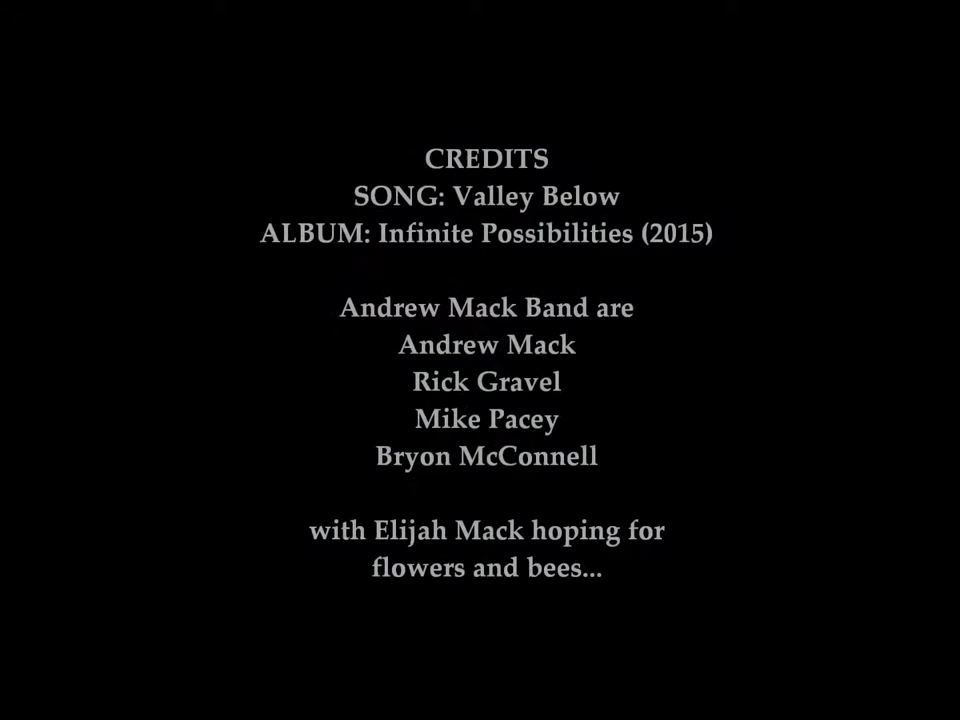 CREDITS
SONG: Valley Below
ALBUM: Infinite Possibilities (2015)
Andrew Mack Band are
Andrew Mack
Rick Gravel
Mike Pacey
Bryon McConnell
with Elijah Mack hoping for
flowers and bees...